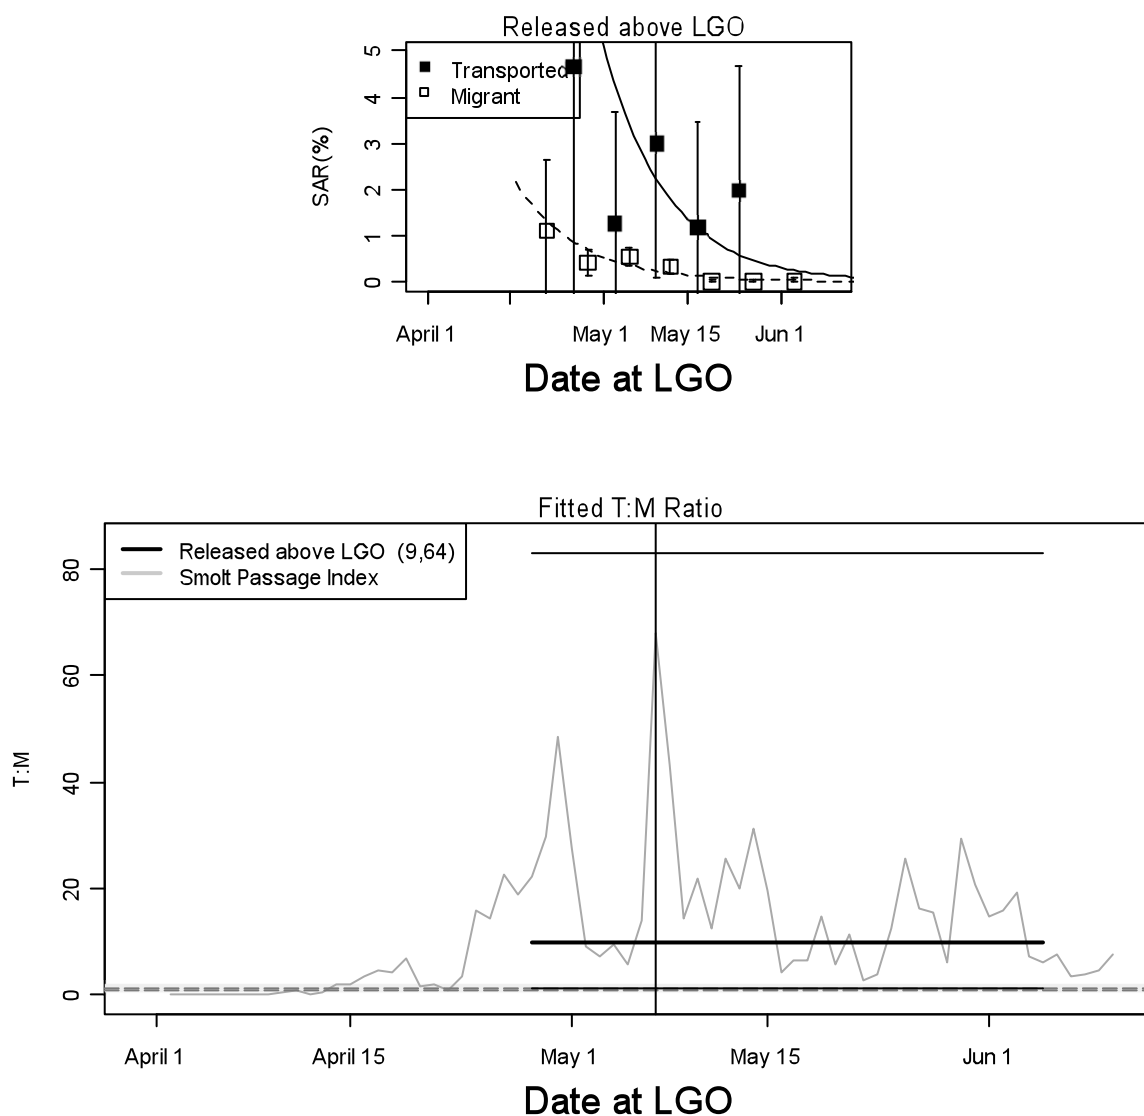 Released above LGO
5
4
3
2
1
0
SAR(%)
Transported
Migrant
April 1
May 1
May 15
Jun 1
Date at LGO
Fitted T:M Ratio
80
60
40
20
0
T:M
Released above LGO (9,64)
Smolt Passage Index
April 1
April 15
May 1
May 15
Jun 1
Date at LGO